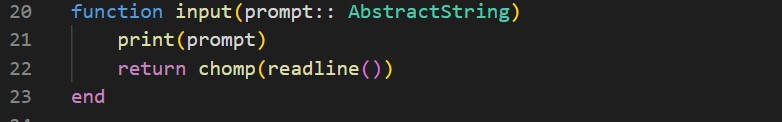 20 function input(prompt:: AbstractString)
21     print(prompt)
22     return chomp(readline())
23 end